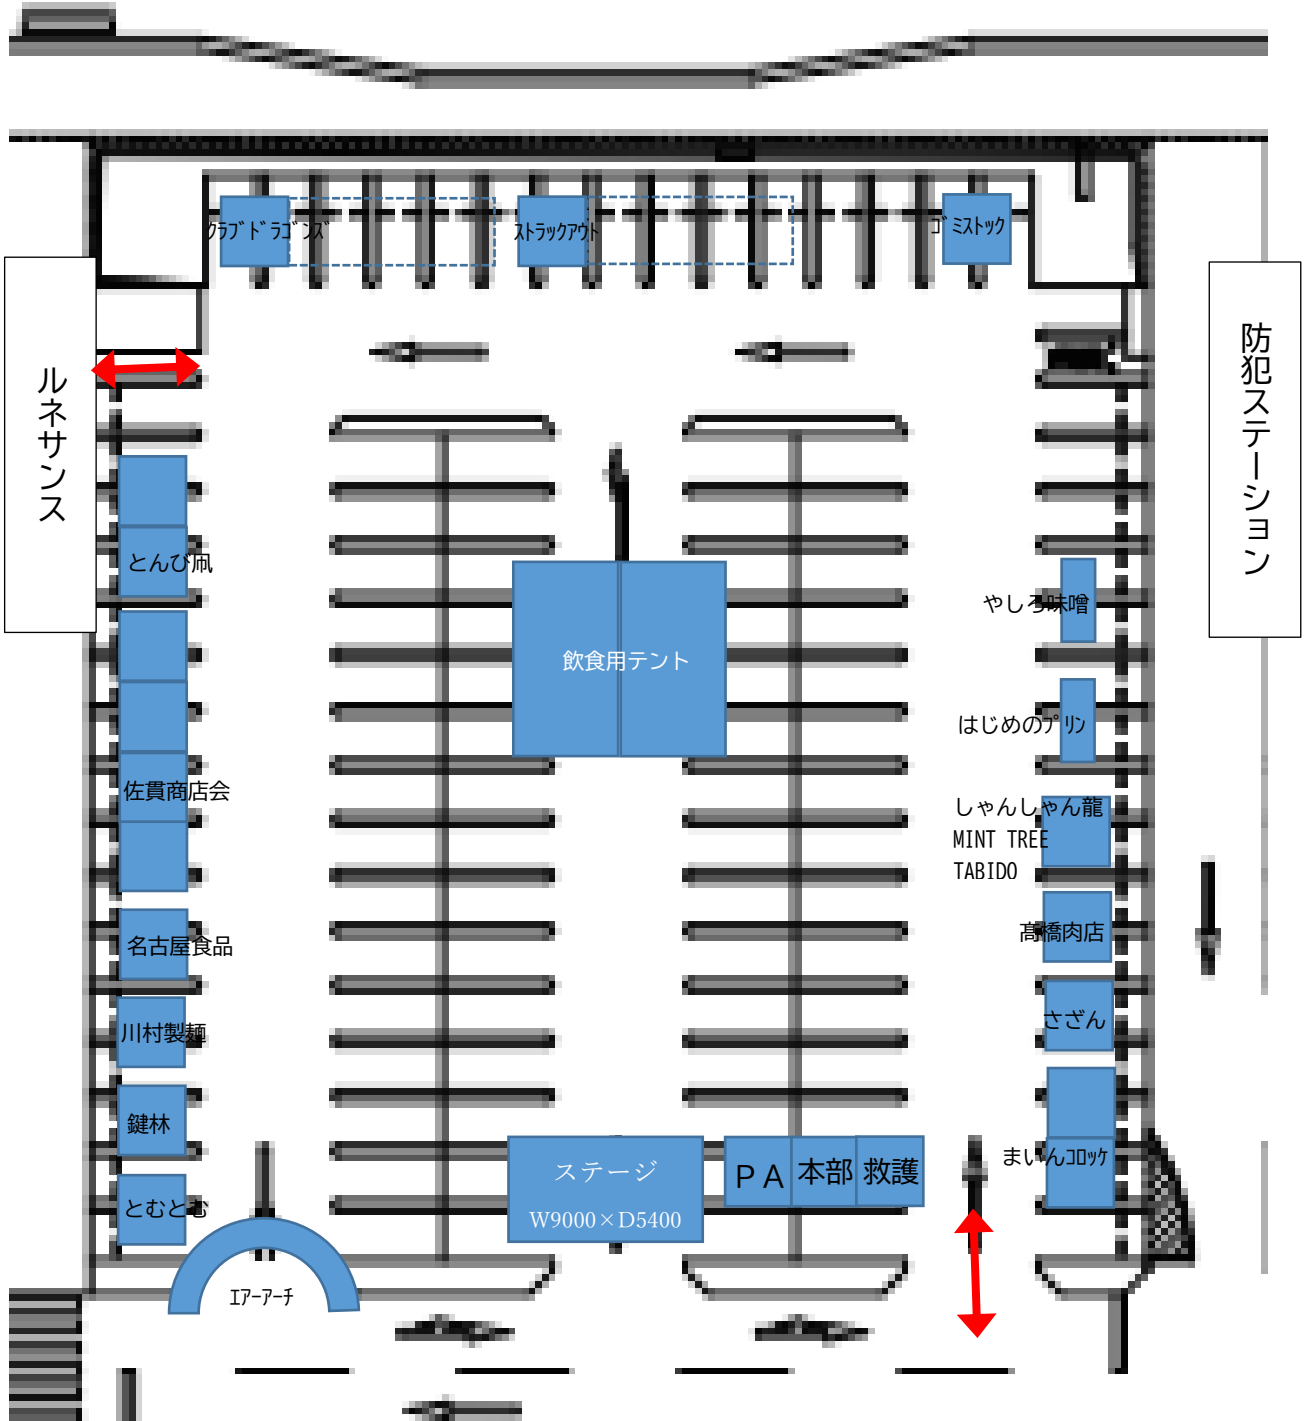 クラブドラゴンズ
ストラックアウト
ゴミストック
ルネサンス
防犯ステーション
とんび凧
やしろ味噌
飲食用テント
はじめのプリン
佐貫商店会
しゃんしゃん龍
MINT TREE
TABIDO
髙橋肉店
名古屋食品
さざん
川村製麺
鍵林
まいんコロッケ
ステージ
W9000×D5400
ＰＡ
本部
救護
とむとむ
エアーアーチ